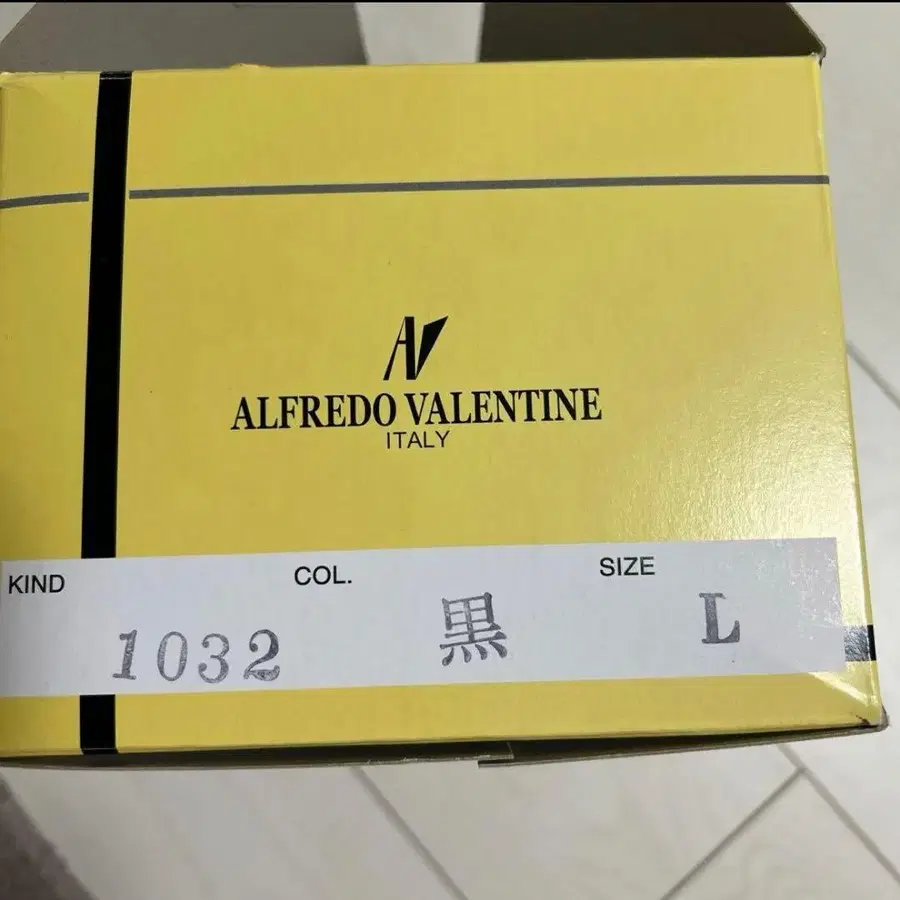 AV
ALFREDO VALENTINE
ITALY
KIND COL. SIZE
1032 黒 L